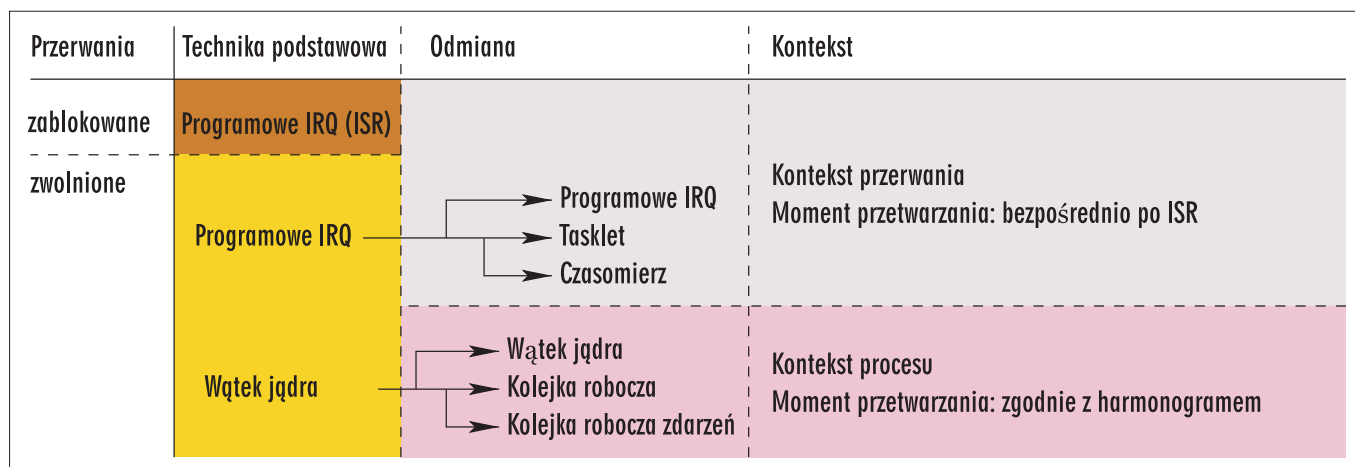 Przerwania
Technika podstawowa
Odmiana
Kontekst
zablokowane
Programowe IRQ (ISR)
zwolnione
Programowe IRQ
Programowe IRQ
Tasklet
Czasomierz
Kontekst przerwania
Moment przetwarzania: bezpośrednio po ISR
Wątek jądra
Wątek jądra
Kolejka robocza
Kolejka robocza zdarzeń
Kontekst procesu
Moment przetwarzania: zgodnie z harmonogramem